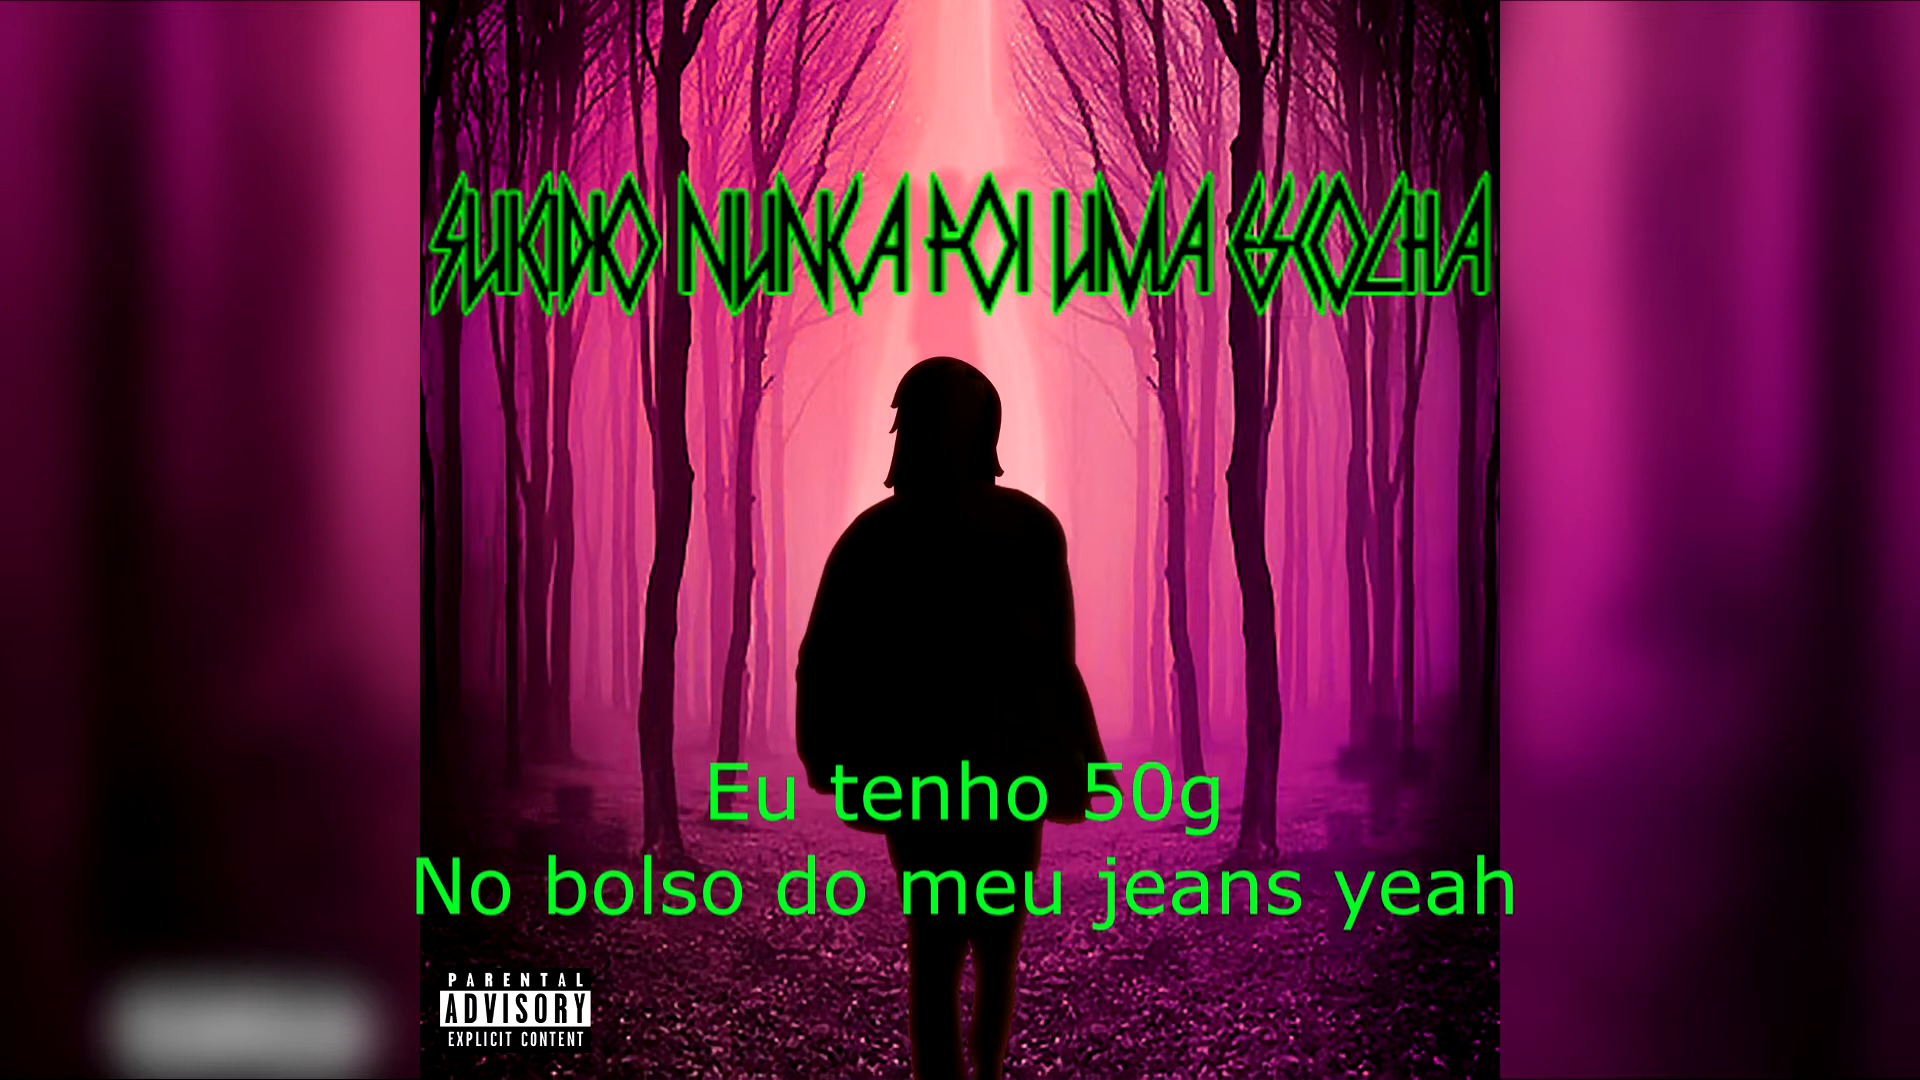 SUICIDIO NUNCA FOI UMA ESCOLHA
Eu tenho 50g
No bolso do meu jeans yeah
PARENTAL
ADVISORY
EXPLICIT CONTENT